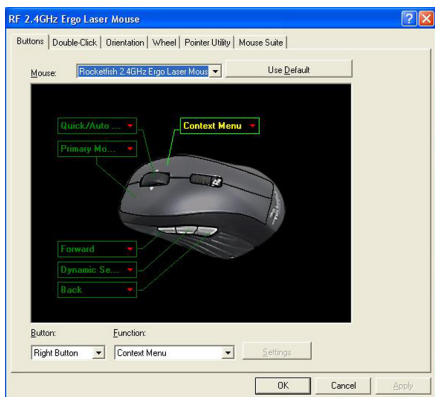 RF 2.4GHz Ergo Laser Mouse
Buttons Double-Click Orientation Wheel Pointer Utility Mouse Suite
Mouse: Rocketfish 2.4GHz Ergo Laser Mous Use Default
Quick/Auto ... Context Menu
Primary Mo...
Forward
Dynamic Se...
Back
Button: Function:
Right Button Context Menu Settings
OK Cancel Apply